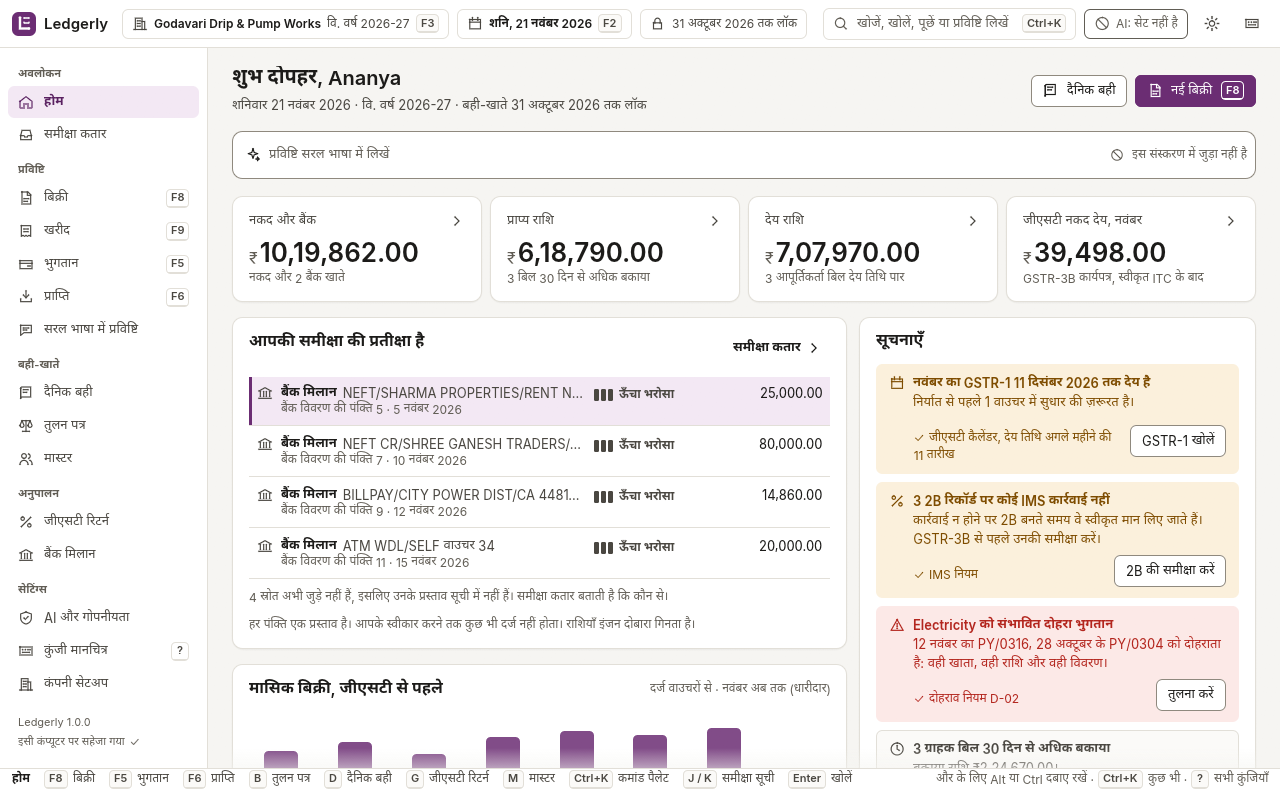 Ledgerly
Godavari Drip & Pump Works वि. वर्ष 2026-27 F3
शनि, 21 नवंबर 2026 F2
31 अक्टूबर 2026 तक लॉक
खोजें, खोलें, पूछें या प्रविष्टि लिखें Ctrl+K
AI: सेट नहीं है
अवलोकन
होम
समीक्षा कतार
प्रविष्टि
बिक्री F8
खरीद F9
भुगतान F5
प्राप्ति F6
सरल भाषा में प्रविष्टि
बही-खाते
दैनिक बही
तुलन पत्र
मास्टर
अनुपालन
जीएसटी रिटर्न
बैंक मिलान
सेटिंग्स
AI और गोपनीयता
कुंजी मानचित्र ?
कंपनी सेटअप
Ledgerly 1.0.0
इसी कंप्यूटर पर सहेजा गया
शुभ दोपहर, Ananya
शनिवार 21 नवंबर 2026 · वि. वर्ष 2026-27 · बही-खाते 31 अक्टूबर 2026 तक लॉक
दैनिक बही
नई बिक्री F8
प्रविष्टि सरल भाषा में लिखें
इस संस्करण में जुड़ा नहीं है
नकद और बैंक
₹10,19,862.00
नकद और 2 बैंक खाते
प्राप्य राशि
₹6,18,790.00
3 बिल 30 दिन से अधिक बकाया
देय राशि
₹7,07,970.00
3 आपूर्तिकर्ता बिल देय तिथि पार
जीएसटी नकद देय, नवंबर
₹39,498.00
GSTR-3B कार्यपत्र, स्वीकृत ITC के बाद
आपकी समीक्षा की प्रतीक्षा है
समीक्षा कतार
बैंक मिलान NEFT/SHARMA PROPERTIES/RENT N... ऊँचा भरोसा 25,000.00
बैंक विवरण की पंक्ति 5 · 5 नवंबर 2026
बैंक मिलान NEFT CR/SHREE GANESH TRADERS/... ऊँचा भरोसा 80,000.00
बैंक विवरण की पंक्ति 7 · 10 नवंबर 2026
बैंक मिलान BILLPAY/CITY POWER DIST/CA 4481... ऊँचा भरोसा 14,860.00
बैंक विवरण की पंक्ति 9 · 12 नवंबर 2026
बैंक मिलान ATM WDL/SELF वाउचर 34 ऊँचा भरोसा 20,000.00
बैंक विवरण की पंक्ति 11 · 15 नवंबर 2026
4 स्रोत अभी जुड़े नहीं हैं, इसलिए उनके प्रस्ताव सूची में नहीं हैं। समीक्षा कतार बताती है कि कौन से।
हर पंक्ति एक प्रस्ताव है। आपके स्वीकार करने तक कुछ भी दर्ज नहीं होता। राशियाँ इंजन दोबारा गिनता है।
मासिक बिक्री, जीएसटी से पहले
दर्ज वाउचरों से · नवंबर अब तक (धारीदार)
सूचनाएँ
नवंबर का GSTR-1 11 दिसंबर 2026 तक देय है
निर्यात से पहले 1 वाउचर में सुधार की ज़रूरत है।
जीएसटी कैलेंडर, देय तिथि अगले महीने की
11 तारीख
GSTR-1 खोलें
3 2B रिकॉर्ड पर कोई IMS कार्रवाई नहीं
कार्रवाई न होने पर 2B बनते समय वे स्वीकृत मान लिए जाते हैं।
GSTR-3B से पहले उनकी समीक्षा करें।
IMS नियम
2B की समीक्षा करें
Electricity को संभावित दोहरा भुगतान
12 नवंबर का PY/0316, 28 अक्टूबर के PY/0304 को दोहराता
है: वही खाता, वही राशि और वही विवरण।
दोहराव नियम D-02
तुलना करें
3 ग्राहक बिल 30 दिन से अधिक बकाया
बकाया राशि ₹2,24,670.00।
होम F8 बिक्री F5 भुगतान F6 प्राप्ति B तुलन पत्र D दैनिक बही G जीएसटी रिटर्न M मास्टर Ctrl+K कमांड पैलेट J / K समीक्षा सूची Enter खोलें
और के लिए Alt या Ctrl दबाए रखें · Ctrl+K कुछ भी · ? सभी कुंजियाँ